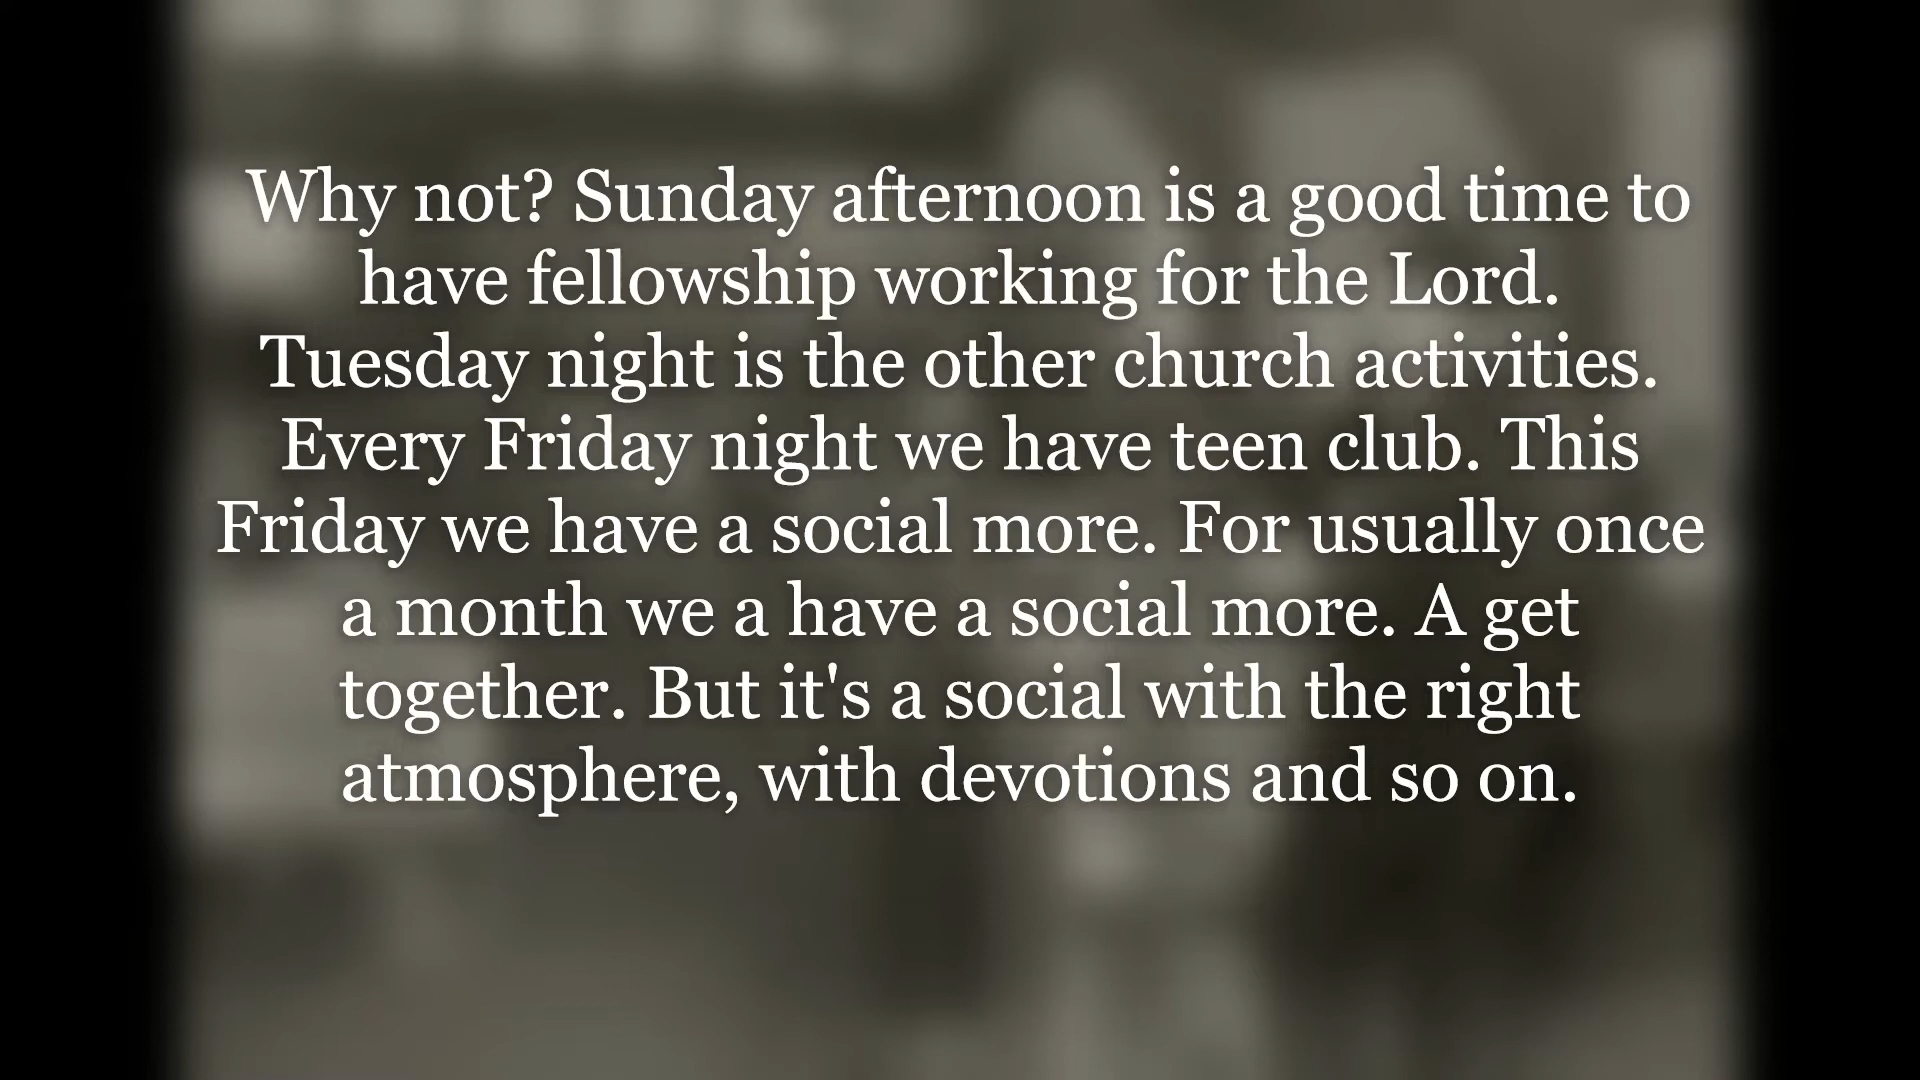 Why not? Sunday afternoon is a good time to
have fellowship working for the Lord.
Tuesday night is the other church activities.
Every Friday night we have teen club. This
Friday we have a social more. For usually once
a month we a have a social more. A get
together. But it's a social with the right
atmosphere, with devotions and so on.